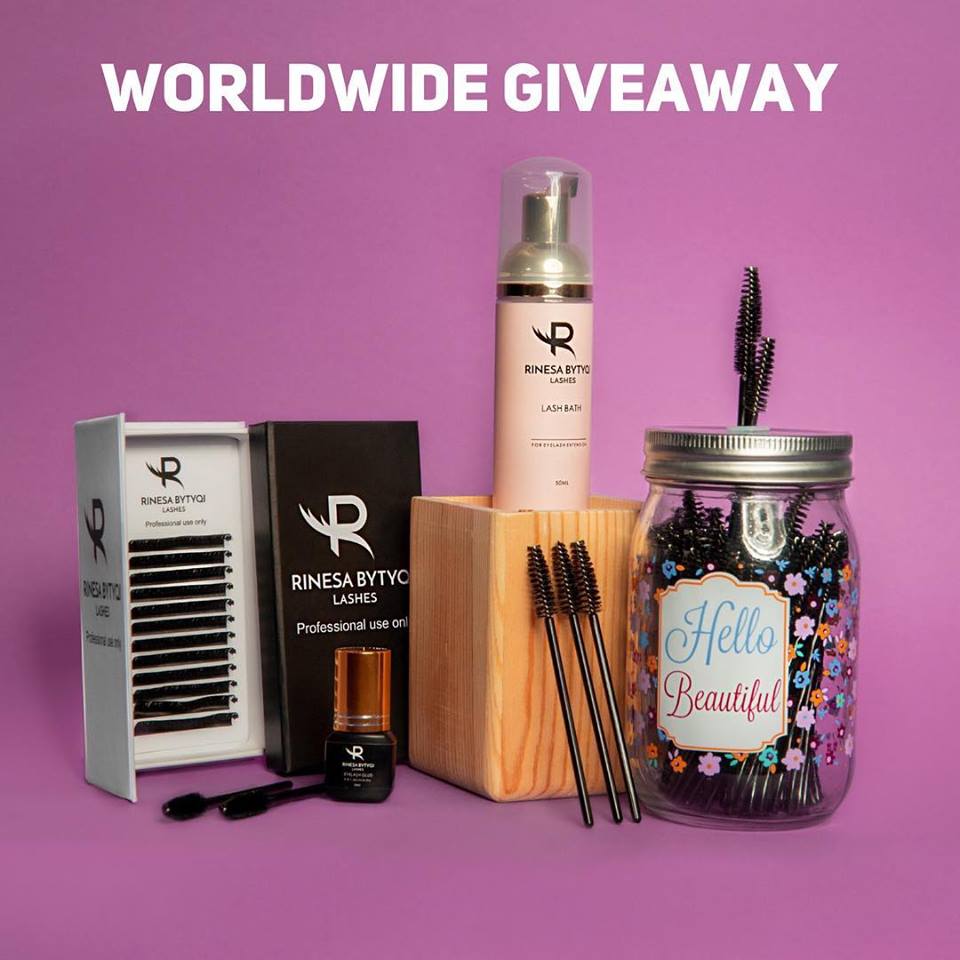 WORLDWIDE GIVEAWAY
RINESA BYTYQI
LASHES
LASH BATH
FOR EYELASH EXTENSION
50ML
RINESA BYTYQI
LASHES
Professional use only
RINESA BYTYQI
LASHES
Professional use only
RINESA BYTYQI
LASHES
Professional use onl
RINESA BYTYQI
LASHES
EYELASH GLUE
Hello
Beautiful